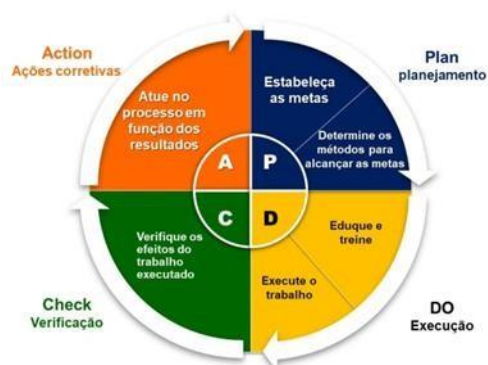 Action
Ações corretivas
Plan
planejamento
Estabeleça
as metas
Determine os
métodos para
alcançar as metas
Atue no
processo em
função dos
resultados
A
P
C
D
Verifique os
efeitos do
trabalho
executado
Eduque e
treine
Execute o
trabalho
Check
Verificação
DO
Execução